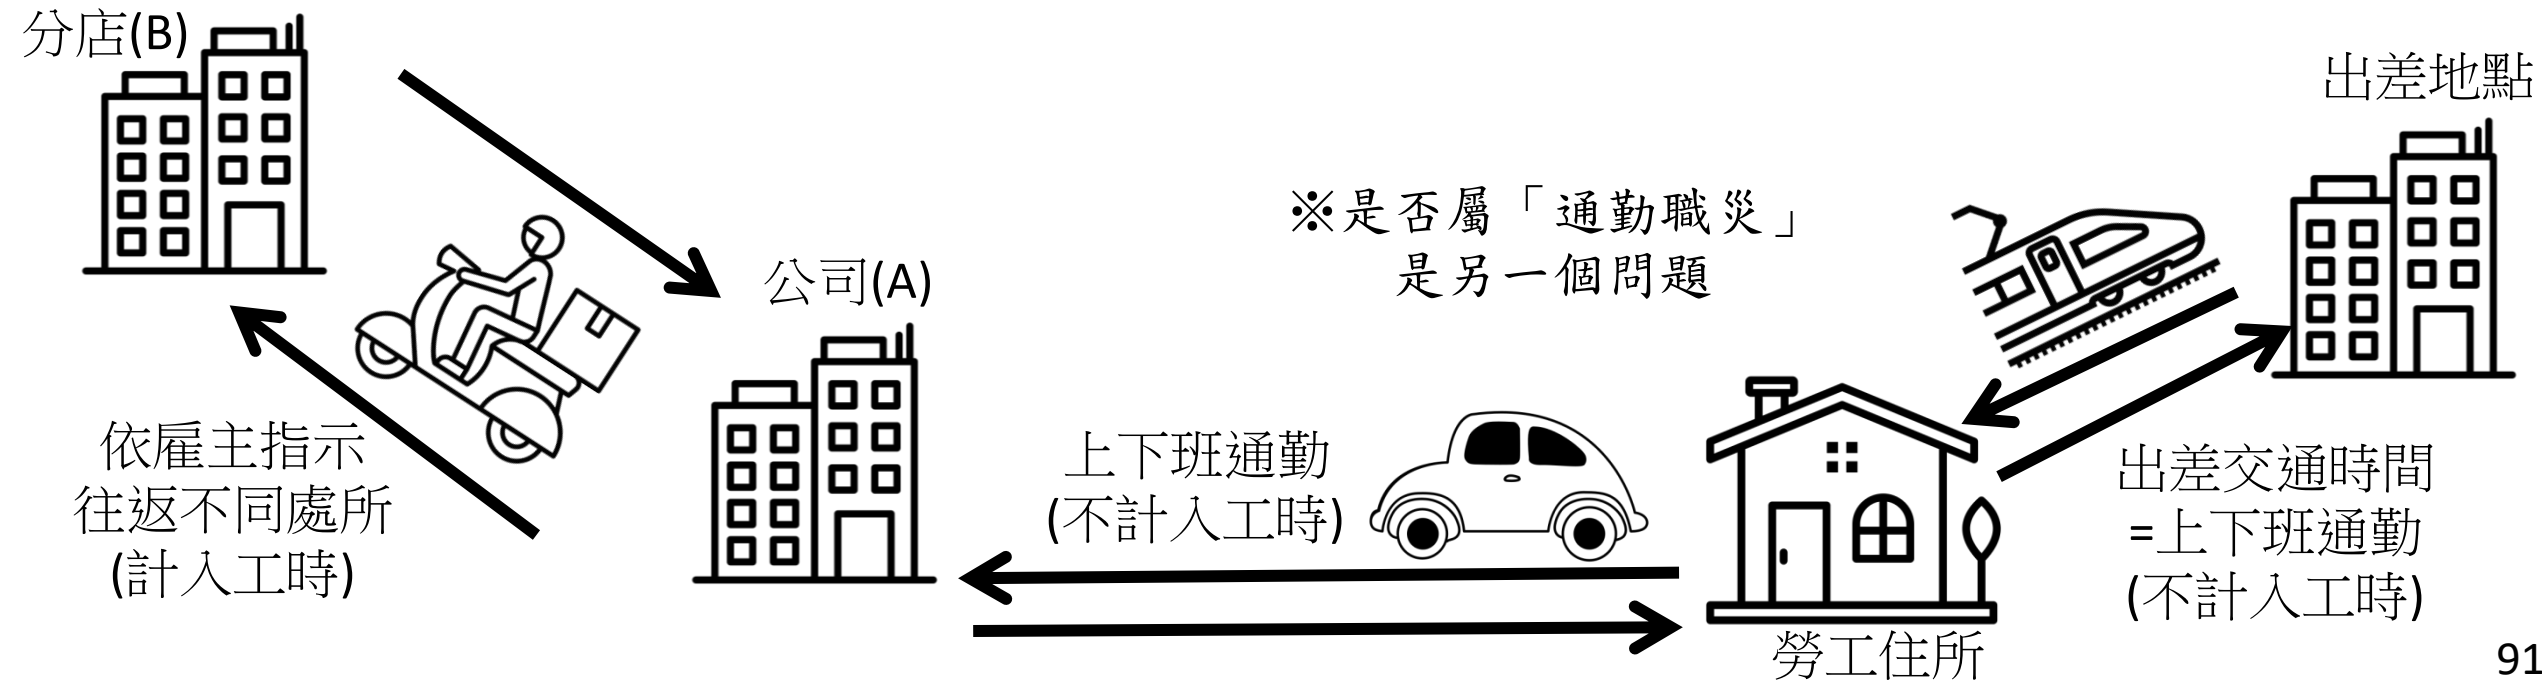 分店(B)
出差地點
※是否屬「通勤職災」
是另一個問題
公司(A)
依雇主指示
往返不同處所
(計入工時)
上下班通勤
(不計入工時)
出差交通時間
=上下班通勤
(不計入工時)
勞工住所
91